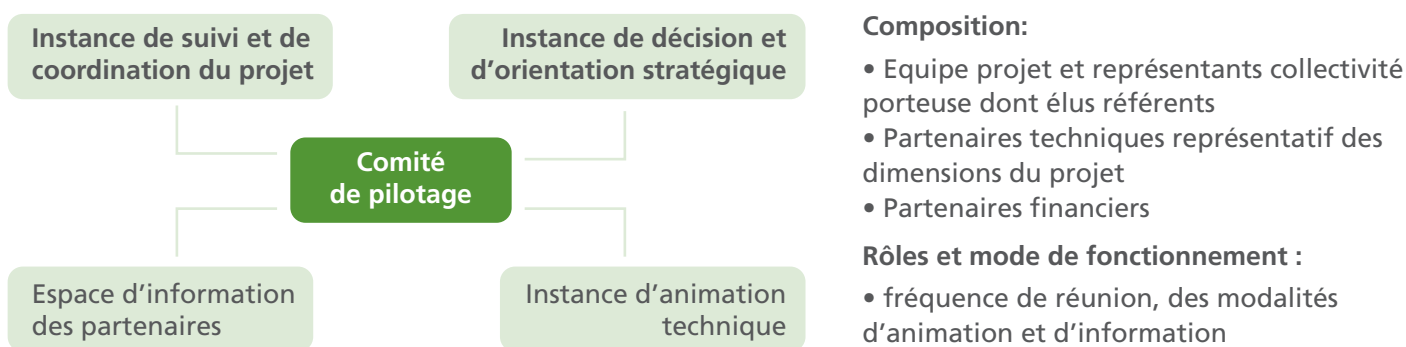 Instance de suivi et de
coordination du projet
Instance de décision et
d'orientation stratégique
Comité
de pilotage
Espace d'information
des partenaires
Instance d'animation
technique
Composition:
• Equipe projet et représentants collectivité
porteuse dont élus référents
• Partenaires techniques représentatif des
dimensions du projet
• Partenaires financiers
Rôles et mode de fonctionnement :
• fréquence de réunion, des modalités
d'animation et d'information